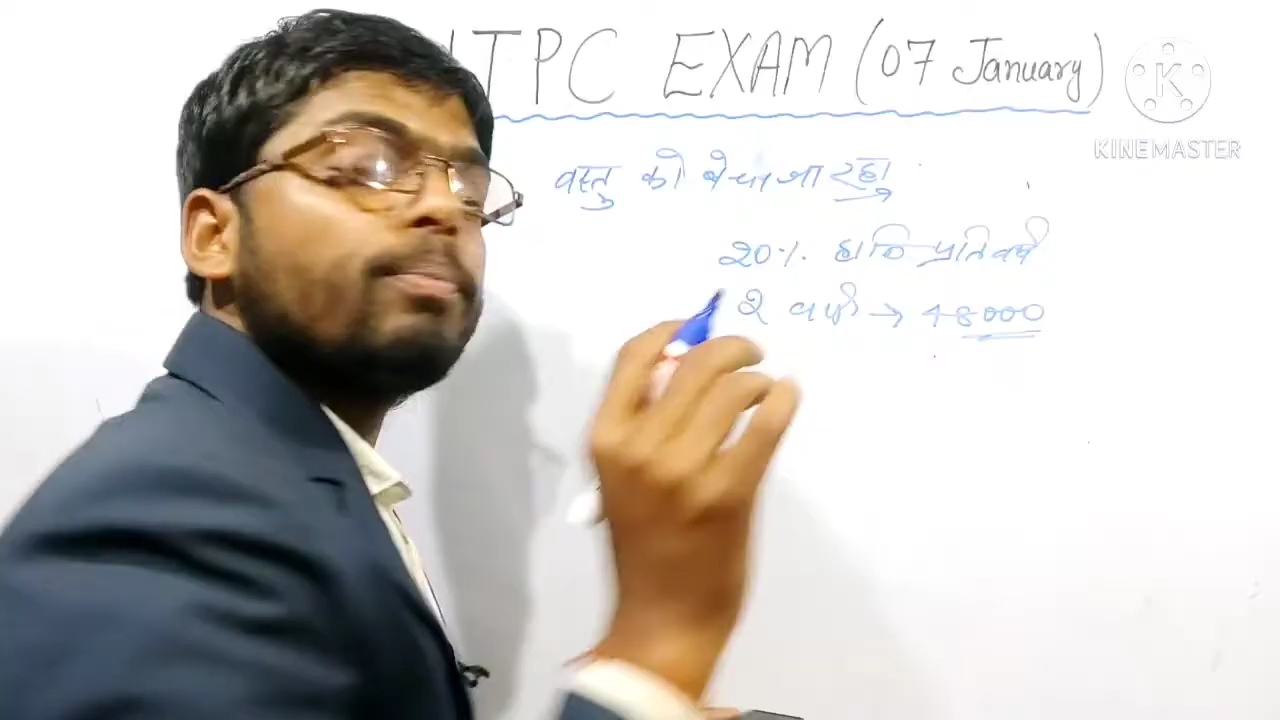 TPC EXAM (07 January)
K
KINEMASTER
वस्तु को बेचा जा रहा
20% हानि प्रतिवर्ष
2 वर्ष → 48000